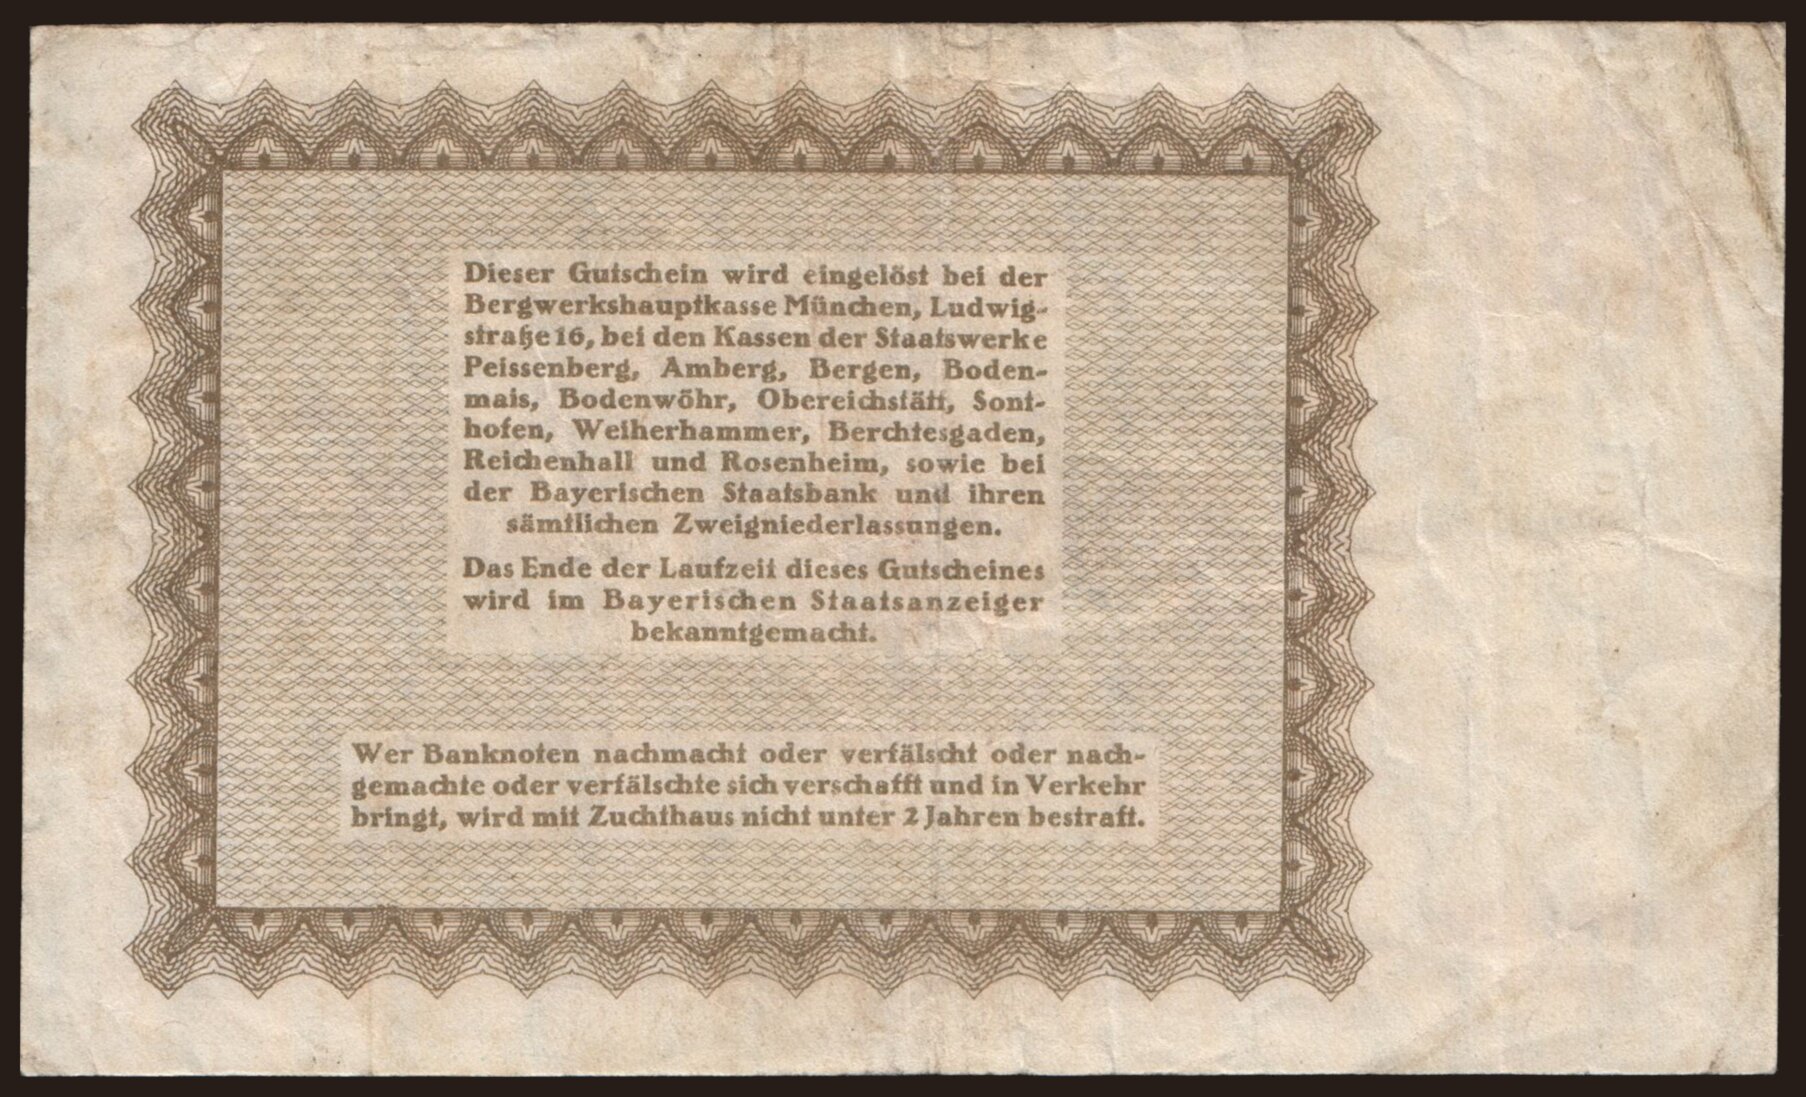 Dieser Gutschein wird eingelöst bei der
Bergwerkshauptkasse München, Ludwig-
straße 16, bei den Kassen der Staatswerke
Peissenberg, Amberg, Bergen, Boden-
mais, Bodenwöhr, Obereichstätt, Sont-
hofen, Weiherhammer, Berchtesgaden,
Reichenhall und Rosenheim, sowie bei
der Bayerischen Staatsbank und ihren
sämtlichen Zweigniederlassungen.
Das Ende der Laufzeit dieses Gutscheines
wird im Bayerischen Staatsanzeiger
bekanntgemacht.
Wer Banknoten nachmacht oder verfälscht oder nach-
gemachte oder verfälschte sich verschafft und in Verkehr
bringt, wird mit Zuchthaus nicht unter 2 Jahren bestraft.